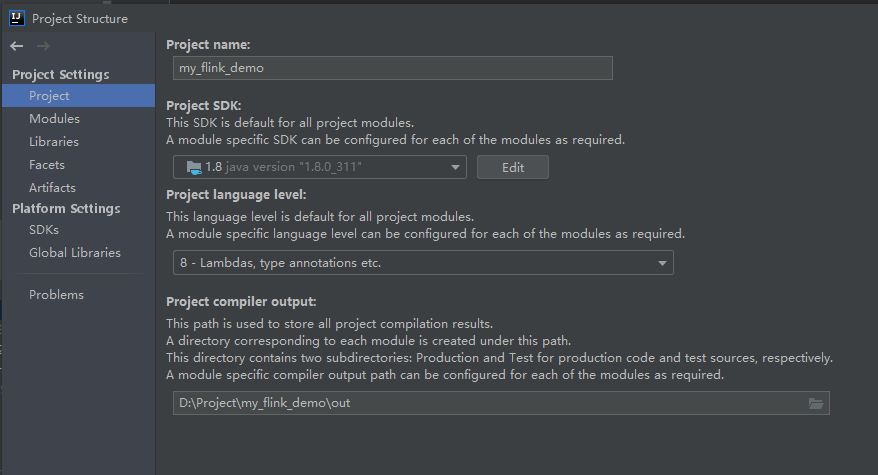 Project Structure
Project Settings
Project
Modules
Libraries
Facets
Artifacts
Platform Settings
SDKs
Global Libraries
Problems
Project name:
my_flink_demo
Project SDK:
This SDK is default for all project modules.
A module specific SDK can be configured for each of the modules as required.
1.8 java version "1.8.0_311"
Edit
Project language level:
This language level is default for all project modules.
A module specific language level can be configured for each of the modules as required.
8 - Lambdas, type annotations etc.
Project compiler output:
This path is used to store all project compilation results.
A directory corresponding to each module is created under this path.
This directory contains two subdirectories: Production and Test for production code and test sources, respectively.
A module specific compiler output path can be configured for each of the modules as required.
D:\Project\my_flink_demo\out